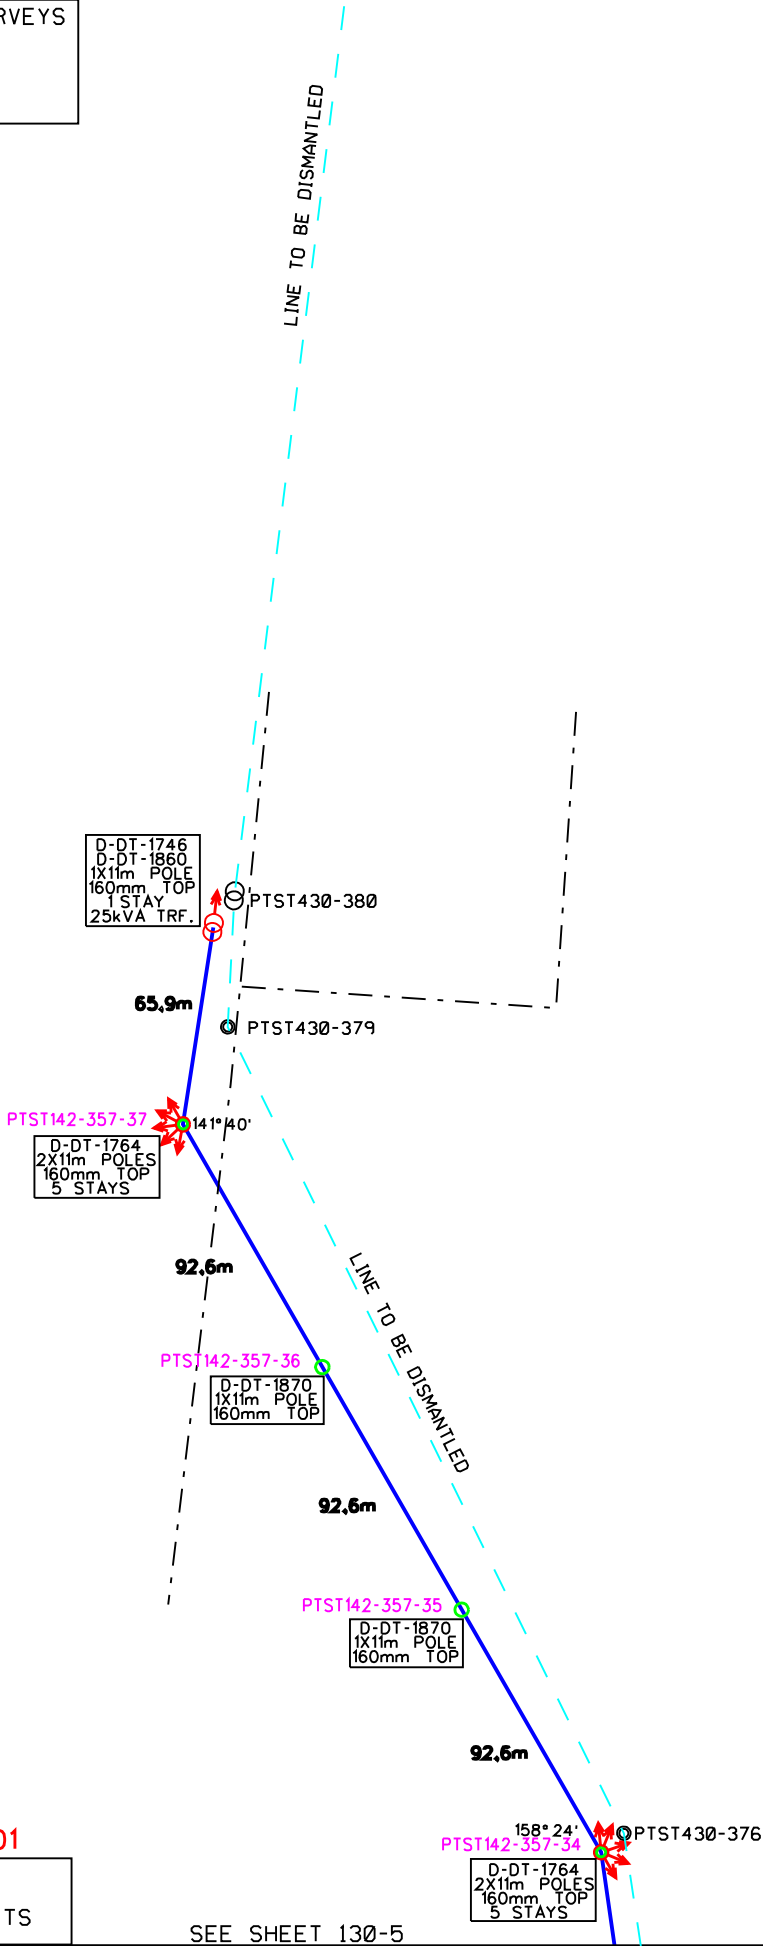 RVEYS
LINE TO BE DISMANTLED
D-DT-1746
D-DT-1860
1X11m POLE
160mm TOP
1 STAY
25kVA TRF.
PTST430-380
65,9m
PTST430-379
PTST142-357-37
141°40'
D-DT-1764
2X11m POLES
160mm TOP
5 STAYS
92,6m
LINE TO BE DISMANTLED
PTST142-357-36
D-DT-1870
1X11m POLE
160mm TOP
92,6m
PTST142-357-35
D-DT-1870
1X11m POLE
160mm TOP
92,6m
01
158°24'
PTST430-376
PTST142-357-34
D-DT-1764
2X11m POLES
160mm TOP
5 STAYS
TS
SEE SHEET 130-5